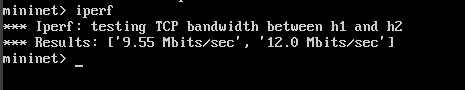 mininet> iperf
*** Iperf: testing TCP bandwidth between h1 and h2
*** Results: ['9.55 Mbits/sec', '12.0 Mbits/sec']
mininet> _